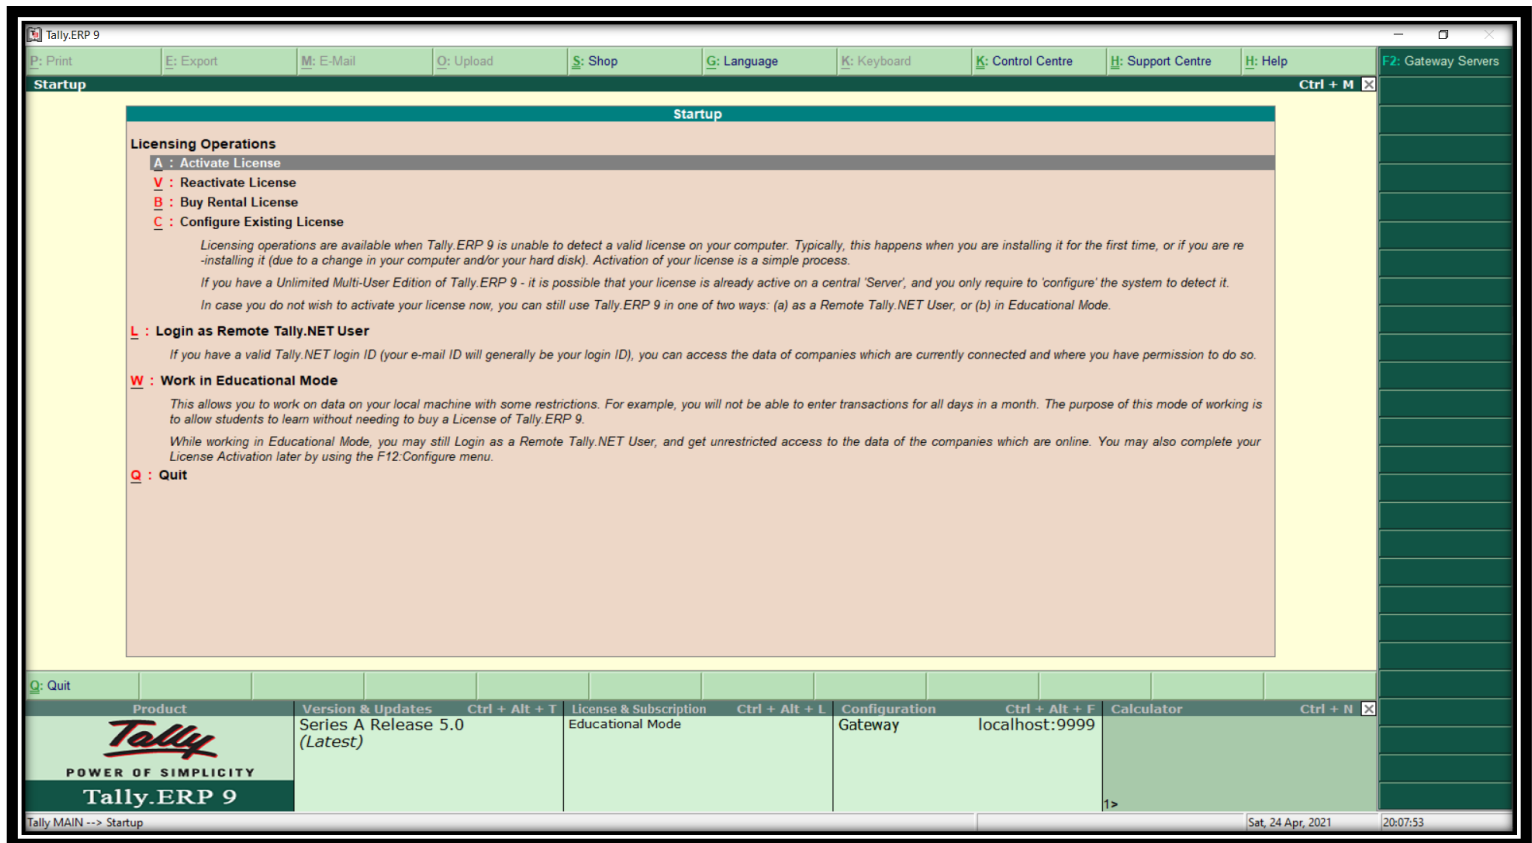 Tally.ERP 9
P: Print E: Export M: E-Mail O: Upload S: Shop G: Language K: Keyboard K: Control Centre H: Support Centre H: Help F2: Gateway Servers
Startup Ctrl + M
Startup
Licensing Operations
A : Activate License
V : Reactivate License
B : Buy Rental License
C : Configure Existing License
Licensing operations are available when Tally.ERP 9 is unable to detect a valid license on your computer. Typically, this happens when you are installing it for the first time, or if you are re
-installing it (due to a change in your computer and/or your hard disk). Activation of your license is a simple process.
If you have a Unlimited Multi-User Edition of Tally.ERP 9 - it is possible that your license is already active on a central 'Server', and you only require to 'configure' the system to detect it.
In case you do not wish to activate your license now, you can still use Tally.ERP 9 in one of two ways: (a) as a Remote Tally.NET User, or (b) in Educational Mode.
L : Login as Remote Tally.NET User
If you have a valid Tally.NET login ID (your e-mail ID will generally be your login ID), you can access the data of companies which are currently connected and where you have permission to do so.
W : Work in Educational Mode
This allows you to work on data on your local machine with some restrictions. For example, you will not be able to enter transactions for all days in a month. The purpose of this mode of working is
to allow students to learn without needing to buy a License of Tally.ERP 9.
While working in Educational Mode, you may still Login as a Remote Tally.NET User, and get unrestricted access to the data of the companies which are online. You may also complete your
License Activation later by using the F12:Configure menu.
Q : Quit
Q: Quit
Product Version & Updates Ctrl + Alt + T License & Subscription Ctrl + Alt + L Configuration Ctrl + Alt + F Calculator Ctrl + N
Tally Series A Release 5.0 Educational Mode Gateway localhost:9999
(Latest)
POWER OF SIMPLICITY
Tally.ERP 9
1>
Tally MAIN --> Startup Sat, 24 Apr, 2021 20:07:53